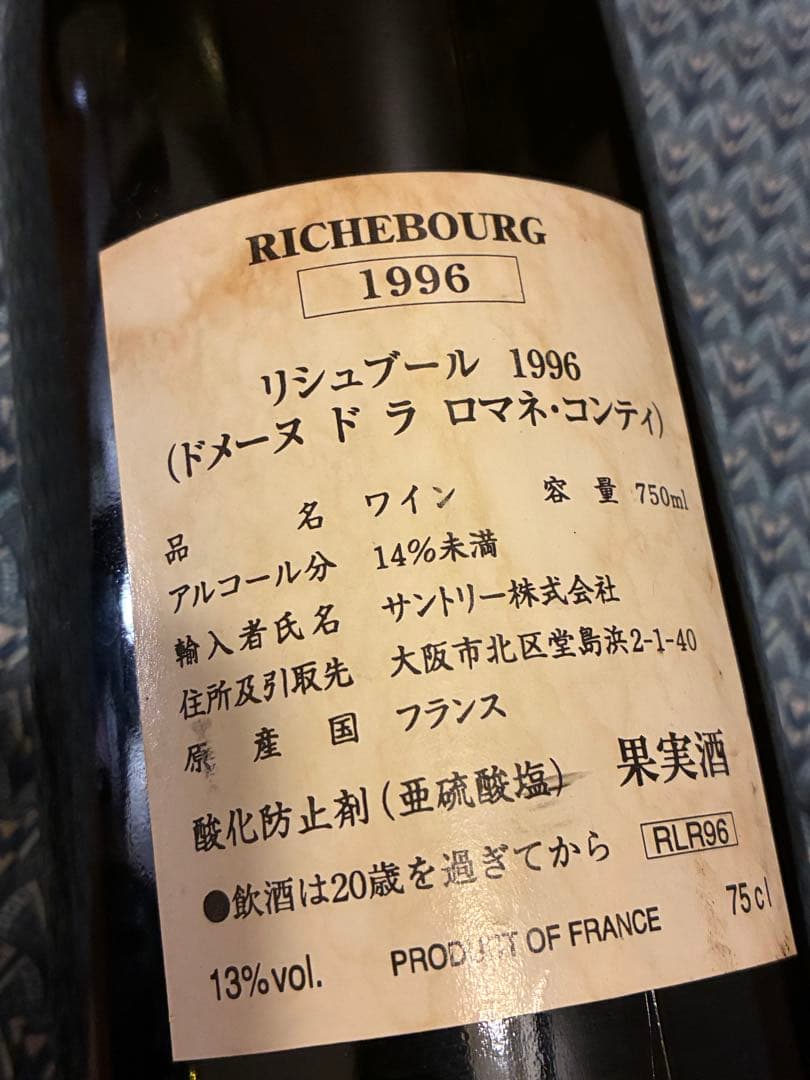 RICHEBOURG
1996
リシュブール 1996
(ドメーヌ ド ラ ロマネ・コンティ)
品名 ワイン 容量 750ml
アルコール分 14%未満
輸入者氏名 サントリー株式会社
住所及引取先 大阪市北区堂島浜2-1-40
原産国 フランス
酸化防止剤(亜硫酸塩) 果実酒
●飲酒は20歳を過ぎてから RLR96
13%vol. PRODUCT OF FRANCE 75cl